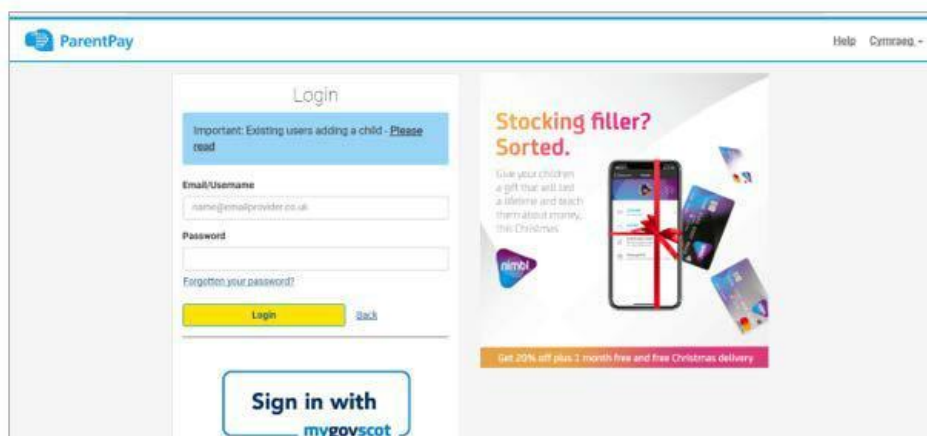 ParentPay
Help Cymraeg
Login
Important: Existing users adding a child - Please
read
Email/Username
name@emailprovider.co.uk
Password
Forgotten your password?
Login Back
Sign in with
mygovscot
Stocking filler?
Sorted.
Give your children
a gift that will last
a lifetime and teach
them about money,
this Christmas
nimbl
Get 20% off plus 1 month free and free Christmas delivery